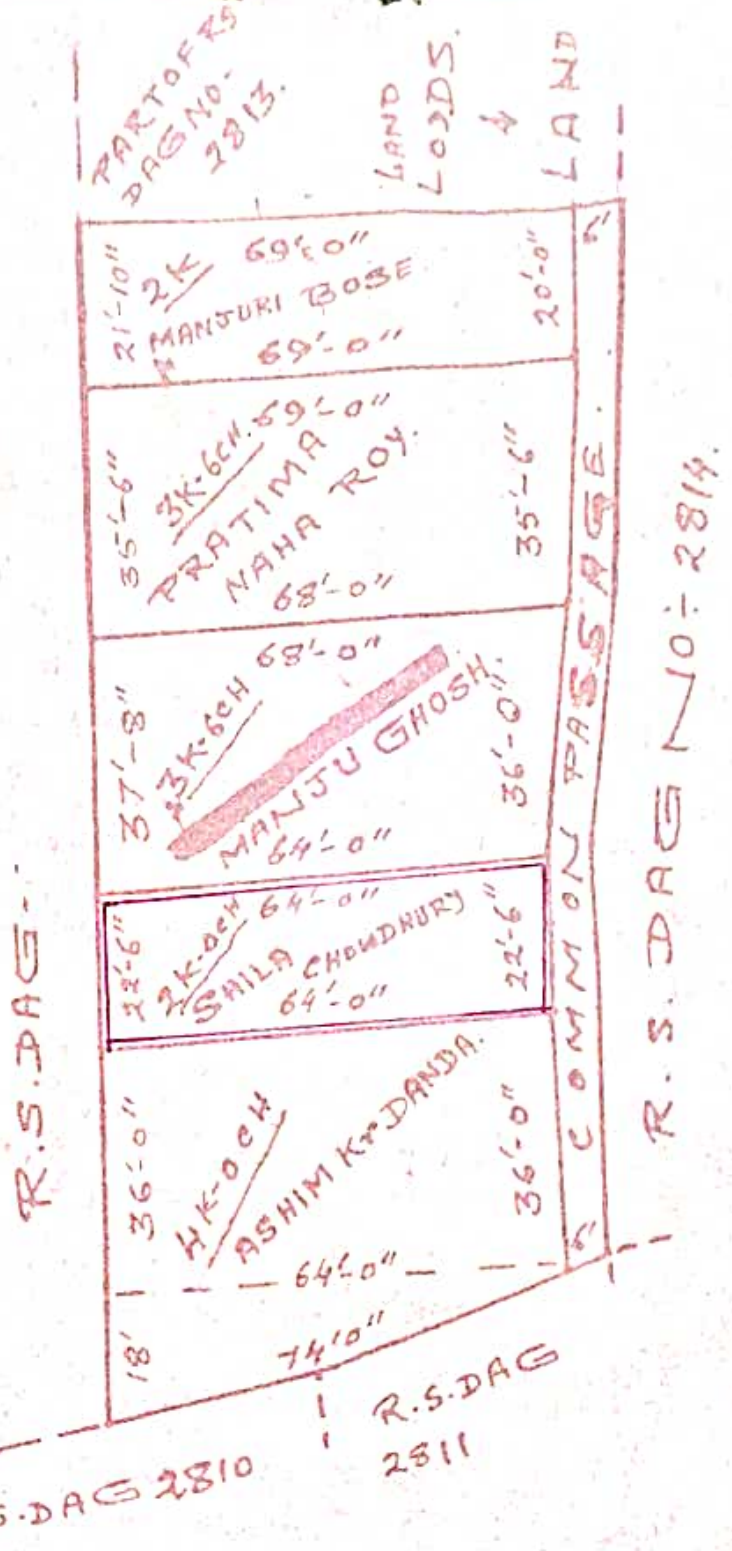 PART OF RS
DAG NO-
2813.
LAND
LORDS.
LAND
21'-10"
2K
69'-0"
MANJURI BOSE
20'-0"
69'-0"
35'-6"
3K-6CH.
69'-0"
PRATIMA
NAHA ROY.
35'-6"
68'-0"
37'-8"
3K-6CH
68'-0"
MANJU GHOSH.
36'-0"
64'-0"
22'-6"
2K-0CH
64'-0"
SAILA CHOWDHURY
22'-6"
64'-0"
36'-0"
4K-0CH
ASHIM Kr DANDA.
36'-0"
64'-0"
18'
74'0"
COMMON PASSAGE.
R.S.DAG-
R.S.DAG NO÷2814.
S.DAG 2810
R.S.DAG
2811